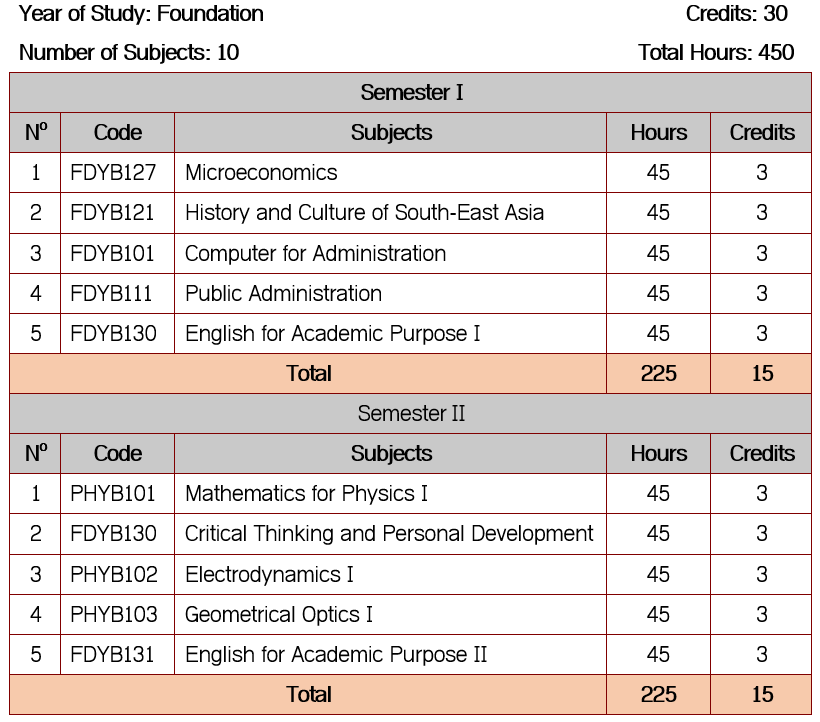 Year of Study: Foundation Credits: 30
Number of Subjects: 10 Total Hours: 450
Semester I
Nº Code Subjects Hours Credits
1 FDYB127 Microeconomics 45 3
2 FDYB121 History and Culture of South-East Asia 45 3
3 FDYB101 Computer for Administration 45 3
4 FDYB111 Public Administration 45 3
5 FDYB130 English for Academic Purpose I 45 3
Total 225 15
Semester II
Nº Code Subjects Hours Credits
1 PHYB101 Mathematics for Physics I 45 3
2 FDYB130 Critical Thinking and Personal Development 45 3
3 PHYB102 Electrodynamics I 45 3
4 PHYB103 Geometrical Optics I 45 3
5 FDYB131 English for Academic Purpose II 45 3
Total 225 15